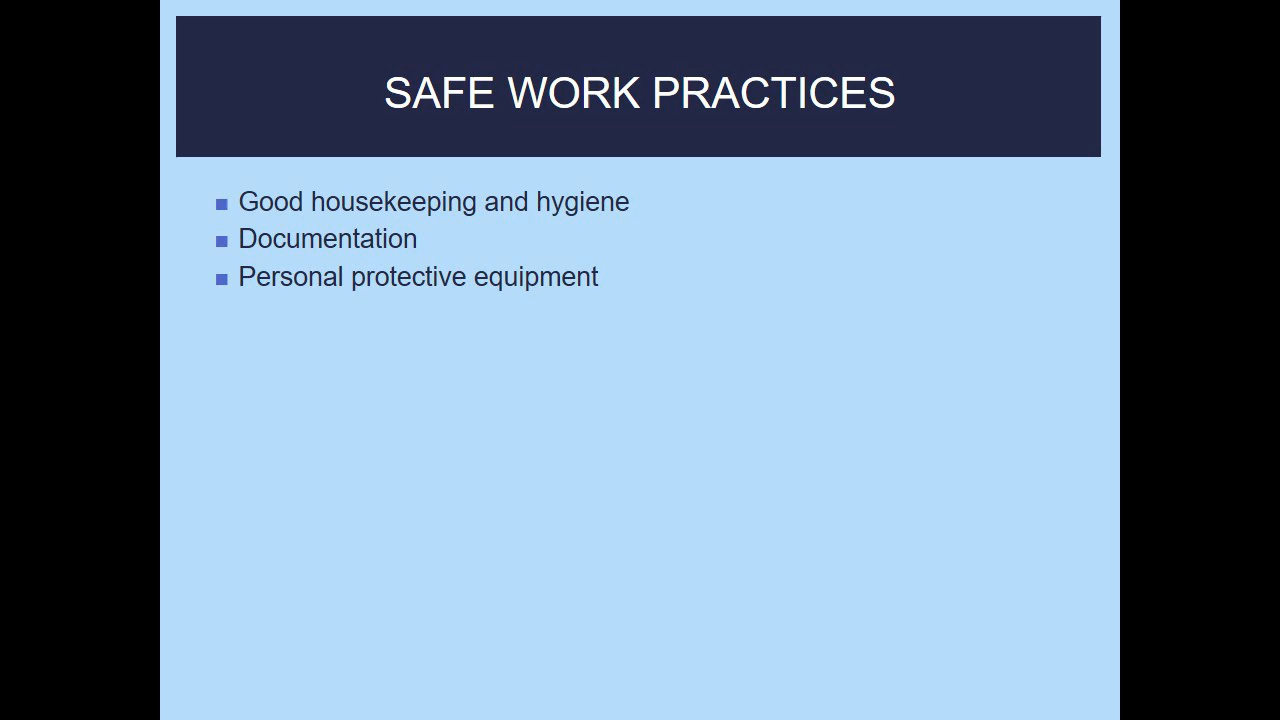 SAFE WORK PRACTICES
Good housekeeping and hygiene
Documentation
Personal protective equipment